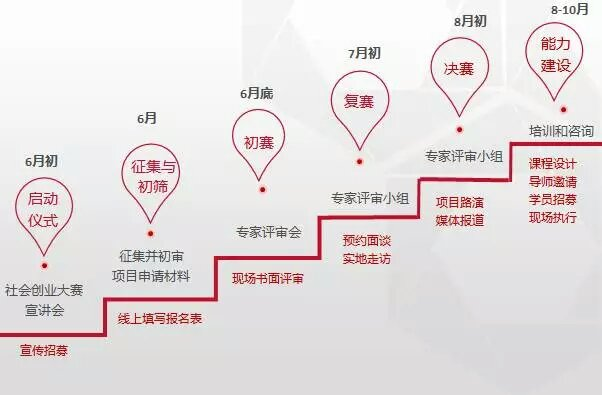 6月初
启动
仪式
社会创业大赛
宣讲会
宣传招募
6月
征集与
初筛
征集并初审
项目申请材料
线上填写报名表
6月底
初赛
专家评审会
现场书面评审
7月初
复赛
专家评审小组
预约面谈
实地走访
8月初
决赛
专家评审小组
项目路演
媒体报道
8-10月
能力
建设
培训和咨询
课程设计
导师邀请
学员招募
现场执行